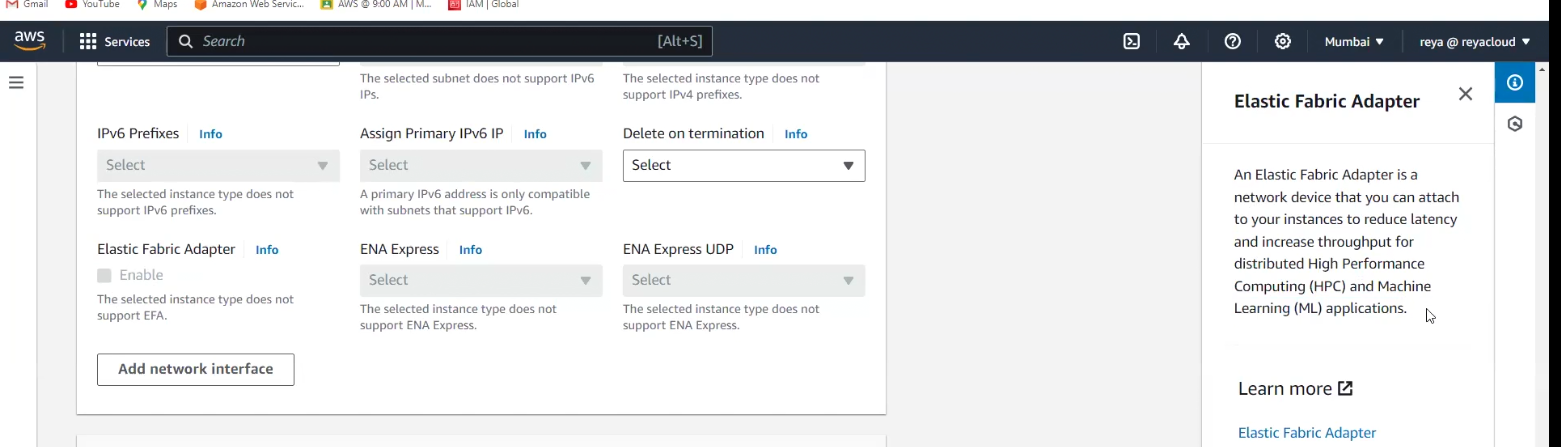 Gmail YouTube Maps Amazon Web Servic... AWS @ 9:00 AM | M... IAM | Global
aws Services Search [Alt+S] Mumbai reya @ reyacloud
The selected subnet does not support IPv6
IPs.
The selected instance type does not
support IPv4 prefixes.
IPv6 Prefixes Info
Select
The selected instance type does not
support IPv6 prefixes.
Assign Primary IPv6 IP Info
Select
A primary IPv6 address is only compatible
with subnets that support IPv6.
Delete on termination Info
Select
Elastic Fabric Adapter Info
Enable
The selected instance type does not
support EFA.
ENA Express Info
Select
The selected instance type does not
support ENA Express.
ENA Express UDP Info
Select
The selected instance type does not
support ENA Express.
Add network interface
Elastic Fabric Adapter
An Elastic Fabric Adapter is a
network device that you can attach
to your instances to reduce latency
and increase throughput for
distributed High Performance
Computing (HPC) and Machine
Learning (ML) applications.
Learn more
Elastic Fabric Adapter